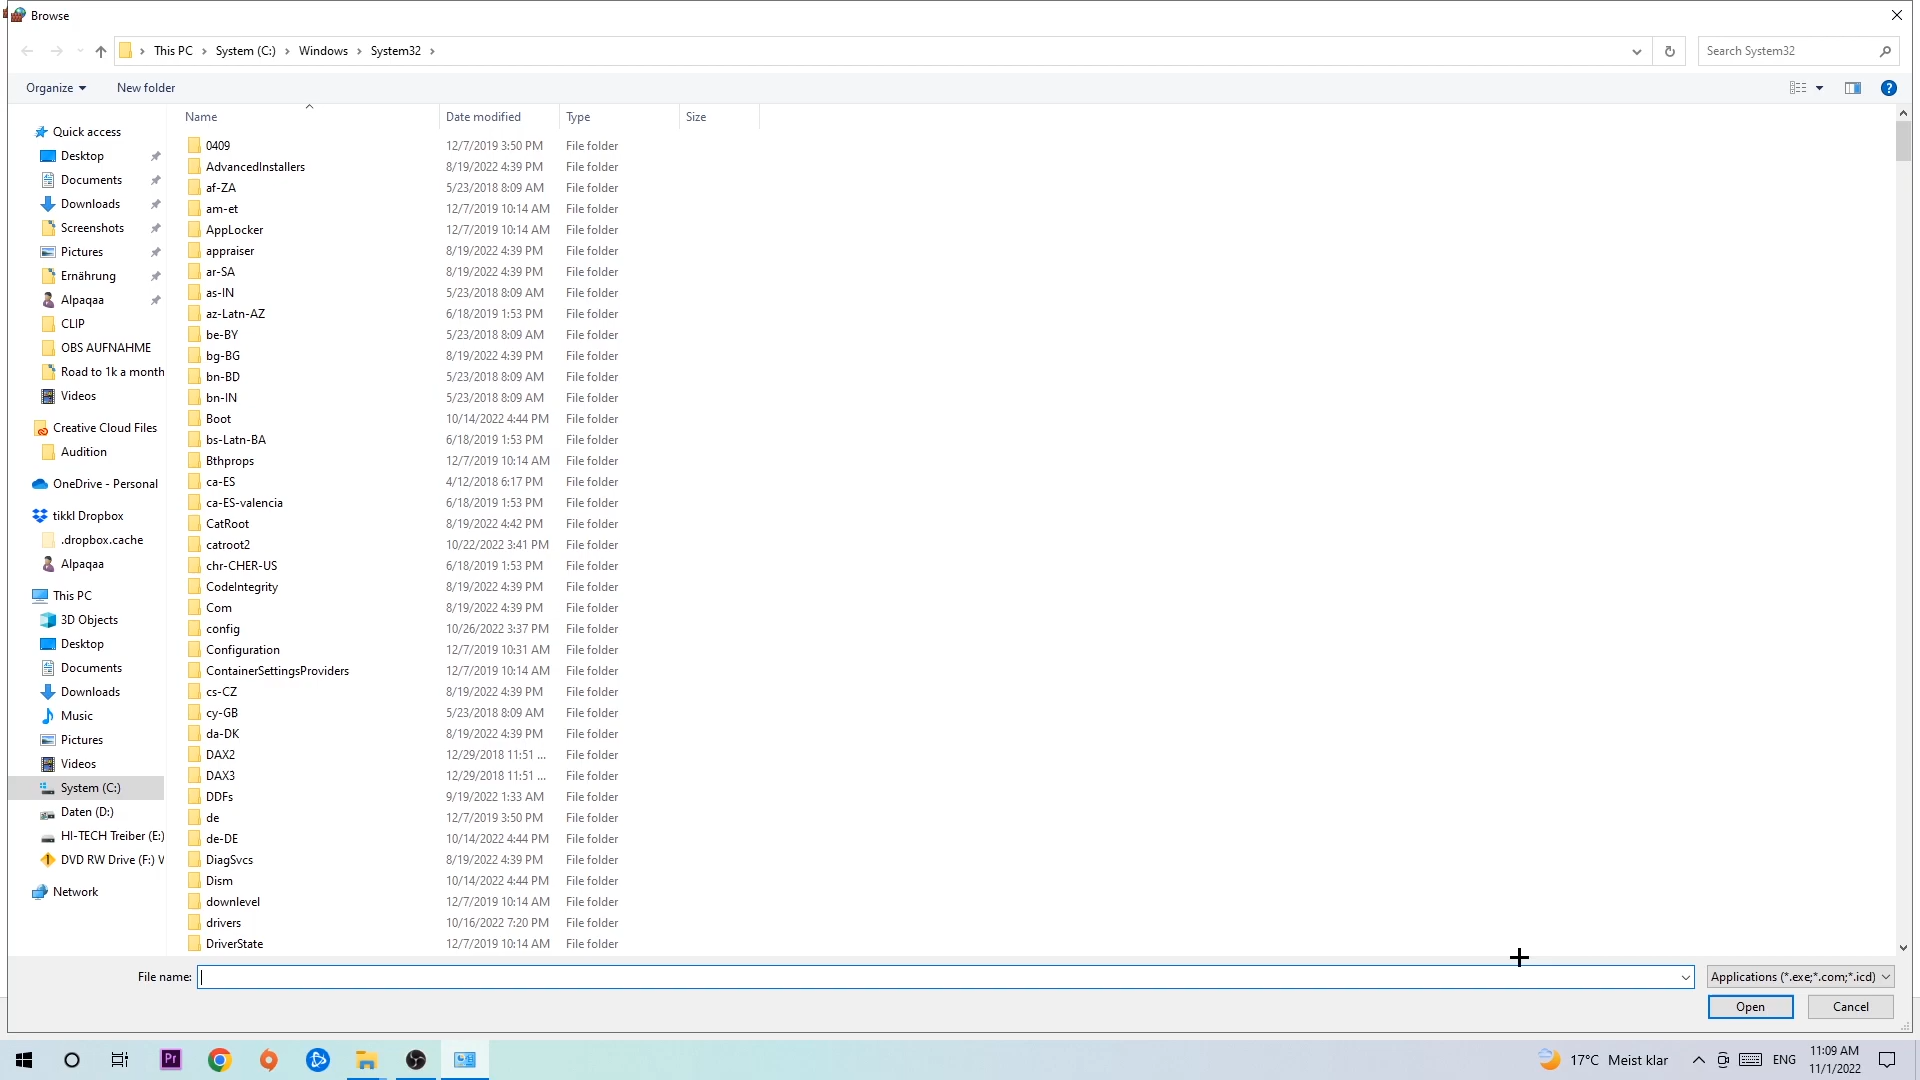 Browse
This PC > System (C:) > Windows > System32 >
Search System32
Organize
New folder
Name Date modified Type Size
Quick access
Desktop
Documents
Downloads
Screenshots
Pictures
Ernährung
Alpaqaa
CLIP
OBS AUFNAHME
Road to 1k a month
Videos
Creative Cloud Files
Audition
OneDrive - Personal
tikkl Dropbox
.dropbox.cache
Alpaqaa
This PC
3D Objects
Desktop
Documents
Downloads
Music
Pictures
Videos
System (C:)
Daten (D:)
HI-TECH Treiber (E:)
DVD RW Drive (F:) V
Network
0409 12/7/2019 3:50 PM File folder
AdvancedInstallers 8/19/2022 4:39 PM File folder
af-ZA 5/23/2018 8:09 AM File folder
am-et 12/7/2019 10:14 AM File folder
AppLocker 12/7/2019 10:14 AM File folder
appraiser 8/19/2022 4:39 PM File folder
ar-SA 8/19/2022 4:39 PM File folder
as-IN 5/23/2018 8:09 AM File folder
az-Latn-AZ 6/18/2019 1:53 PM File folder
be-BY 5/23/2018 8:09 AM File folder
bg-BG 8/19/2022 4:39 PM File folder
bn-BD 5/23/2018 8:09 AM File folder
bn-IN 5/23/2018 8:09 AM File folder
Boot 10/14/2022 4:44 PM File folder
bs-Latn-BA 6/18/2019 1:53 PM File folder
Bthprops 12/7/2019 10:14 AM File folder
ca-ES 4/12/2018 6:17 PM File folder
ca-ES-valencia 6/18/2019 1:53 PM File folder
CatRoot 8/19/2022 4:42 PM File folder
catroot2 10/22/2022 3:41 PM File folder
chr-CHER-US 6/18/2019 1:53 PM File folder
CodeIntegrity 8/19/2022 4:39 PM File folder
Com 8/19/2022 4:39 PM File folder
config 10/26/2022 3:37 PM File folder
Configuration 12/7/2019 10:31 AM File folder
ContainerSettingsProviders 12/7/2019 10:14 AM File folder
cs-CZ 8/19/2022 4:39 PM File folder
cy-GB 5/23/2018 8:09 AM File folder
da-DK 8/19/2022 4:39 PM File folder
DAX2 12/29/2018 11:51 ... File folder
DAX3 12/29/2018 11:51 ... File folder
DDFs 9/19/2022 1:33 AM File folder
de 12/7/2019 3:50 PM File folder
de-DE 10/14/2022 4:44 PM File folder
DiagSvcs 8/19/2022 4:39 PM File folder
Dism 10/14/2022 4:44 PM File folder
downlevel 12/7/2019 10:14 AM File folder
drivers 10/16/2022 7:20 PM File folder
DriverState 12/7/2019 10:14 AM File folder
File name:
Applications (*.exe;*.com;*.icd)
Open
Cancel
Pr
17°C Meist klar
ENG
11:09 AM
11/1/2022